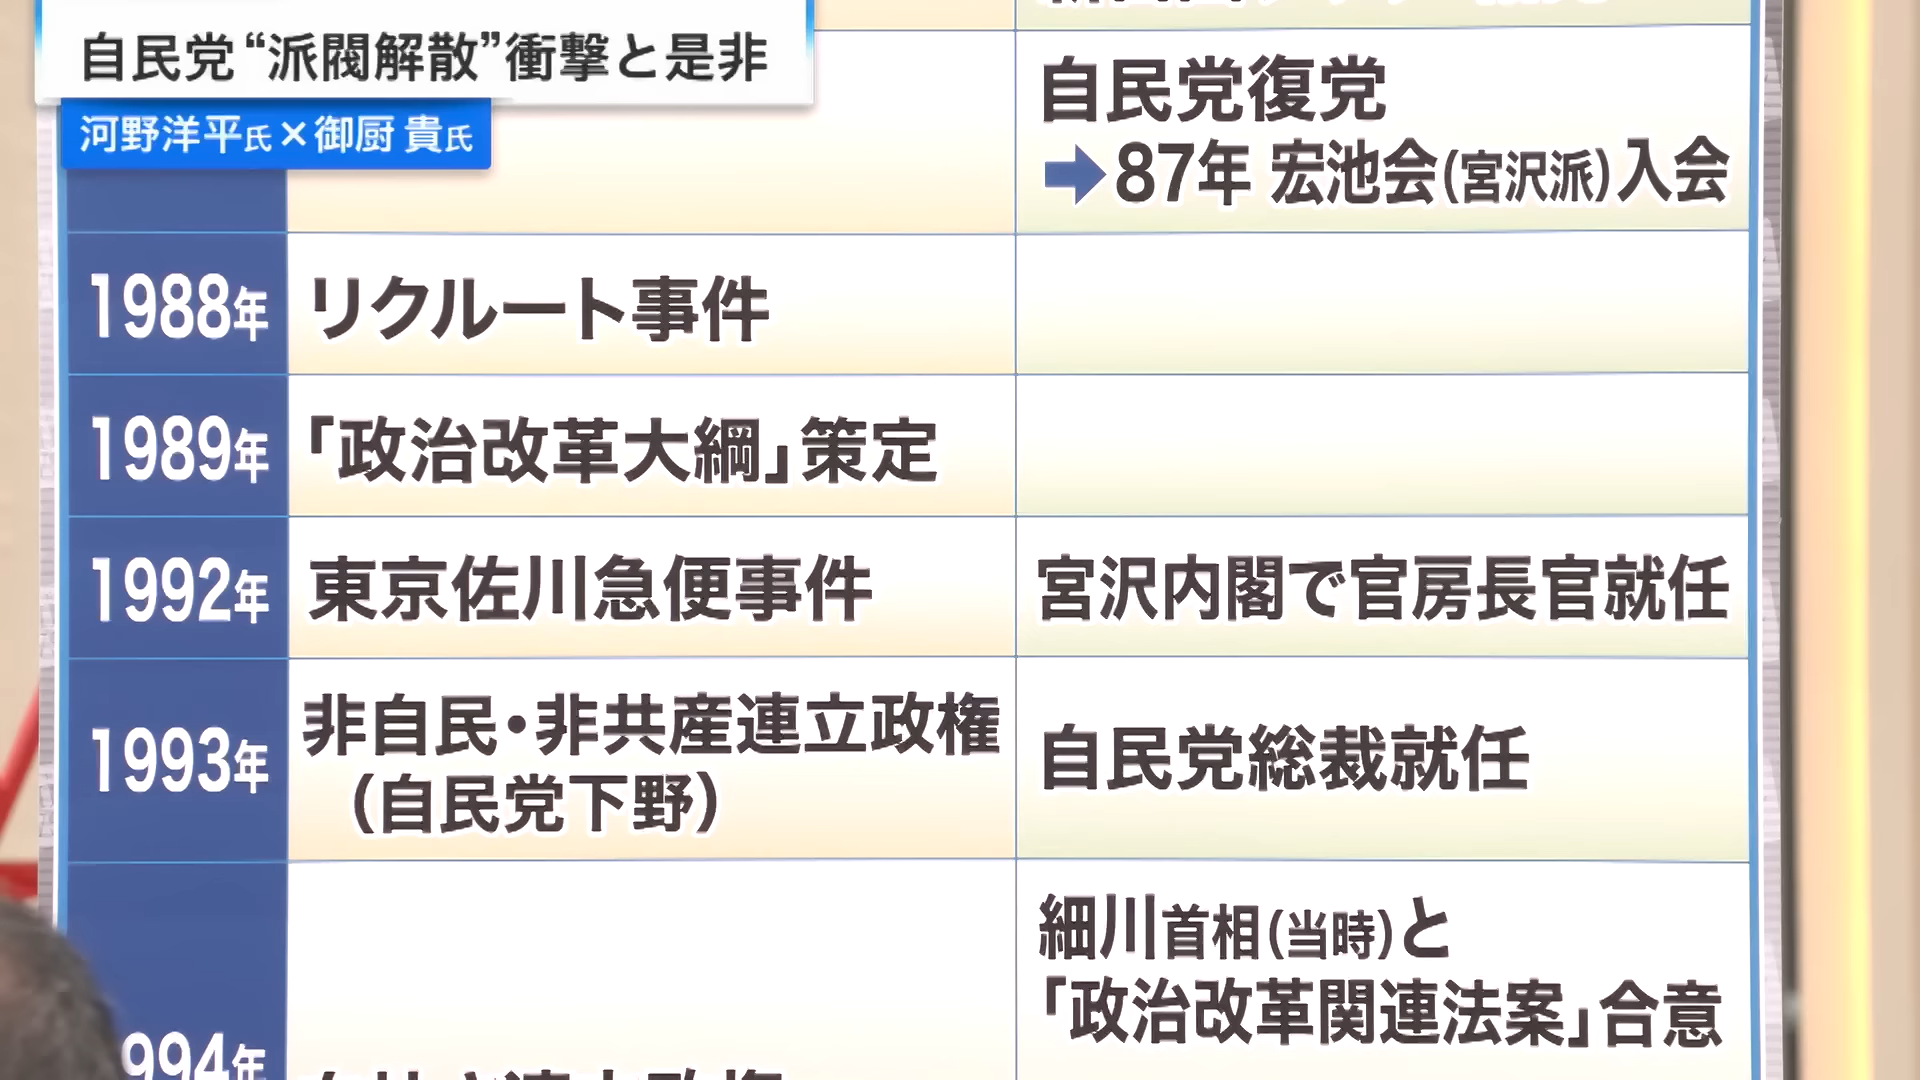 自民党“派閥解散”衝撃と是非
河野洋平氏×御厨 貴氏
自民党復党
➡87年 宏池会(宮沢派)入会
1988年 リクルート事件
1989年 「政治改革大綱」策定
1992年 東京佐川急便事件 宮沢内閣で官房長官就任
1993年 非自民・非共産連立政権
(自民党下野)
自民党総裁就任
細川首相(当時)と
「政治改革関連法案」合意
994年